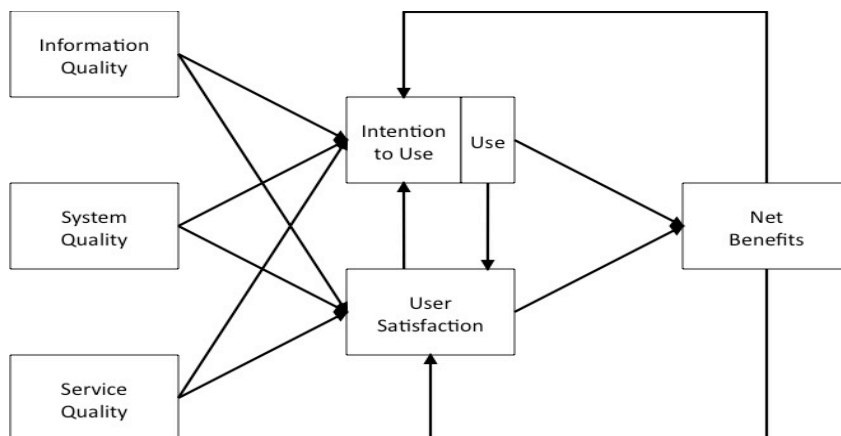 Information
Quality
Intention
to Use
Use
System
Quality
Net
Benefits
User
Satisfaction
Service
Quality